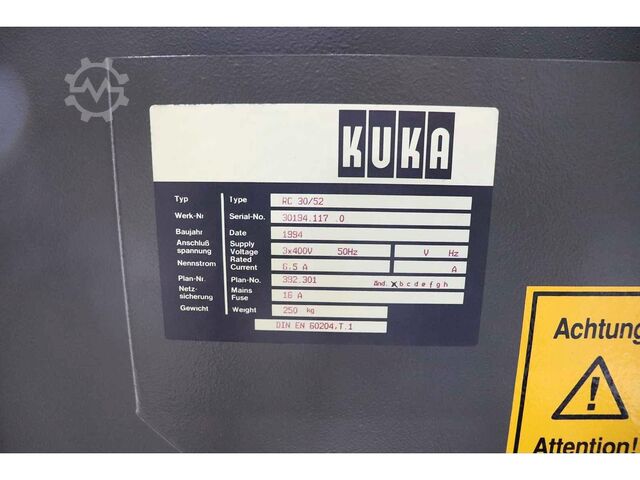 KUKA
Typ Type RC 30/52
Werk-Nr Serial-No. 30194.117 .0
Baujahr Date 1994
Anschluß
spannung Supply
Voltage 3x400V 50Hz V Hz
Nennstrom Rated
Current 6,5 A A
Plan-Nr. Plan-No. 392.301 Änd. a b c d e f g h
Netz-
sicherung Mains
Fuse 16 A
Gewicht Weight 250 kg
DIN EN 60204,T.1
Achtung
Attention!